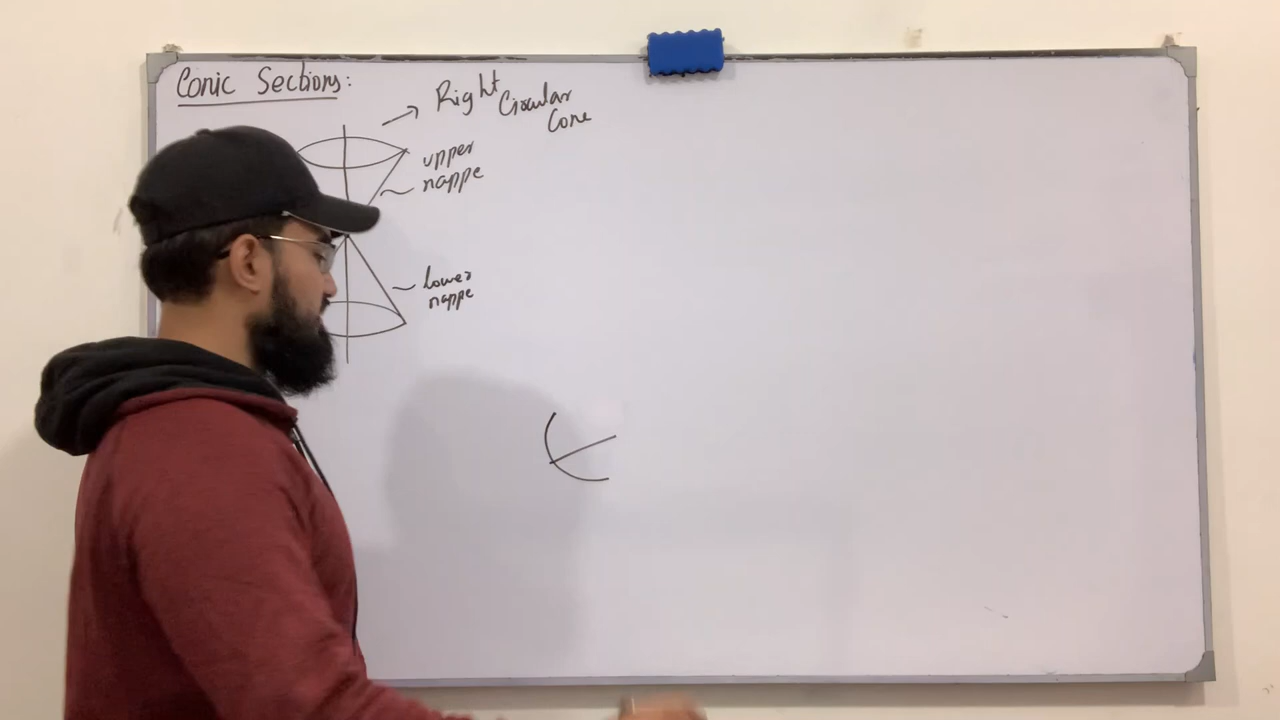 Conic Sections:
Right Circular
Cone
upper
nappe
lower
nappe